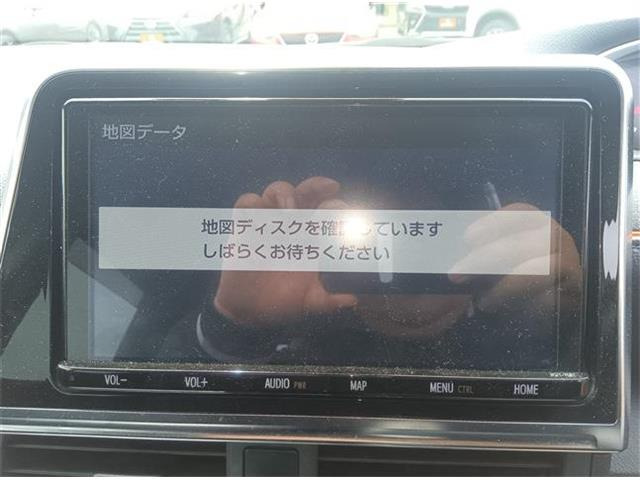 地図データ
地図ディスクを確認しています
しばらくお待ちください
VOL- VOL+ AUDIO PWR MAP MENU CTRL HOME